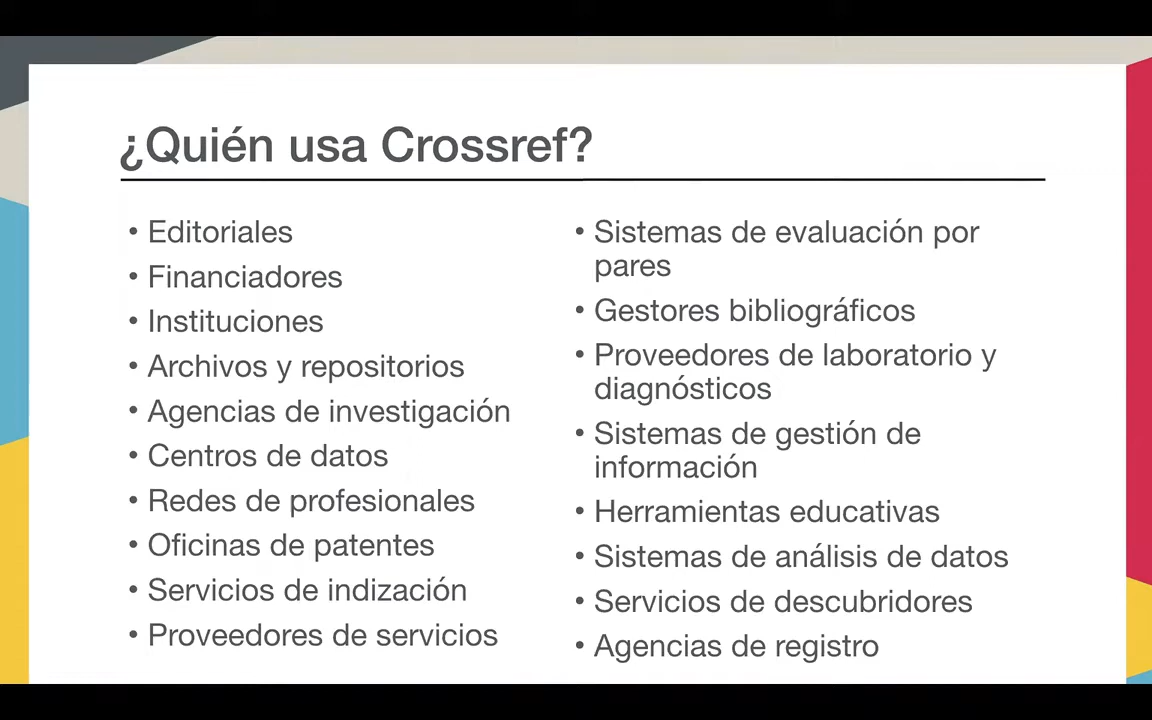 ¿Quién usa Crossref?
• Editoriales
• Financiadores
• Instituciones
• Archivos y repositorios
• Agencias de investigación
• Centros de datos
• Redes de profesionales
• Oficinas de patentes
• Servicios de indización
• Proveedores de servicios
• Sistemas de evaluación por
pares
• Gestores bibliográficos
• Proveedores de laboratorio y
diagnósticos
• Sistemas de gestión de
información
• Herramientas educativas
• Sistemas de análisis de datos
• Servicios de descubridores
• Agencias de registro